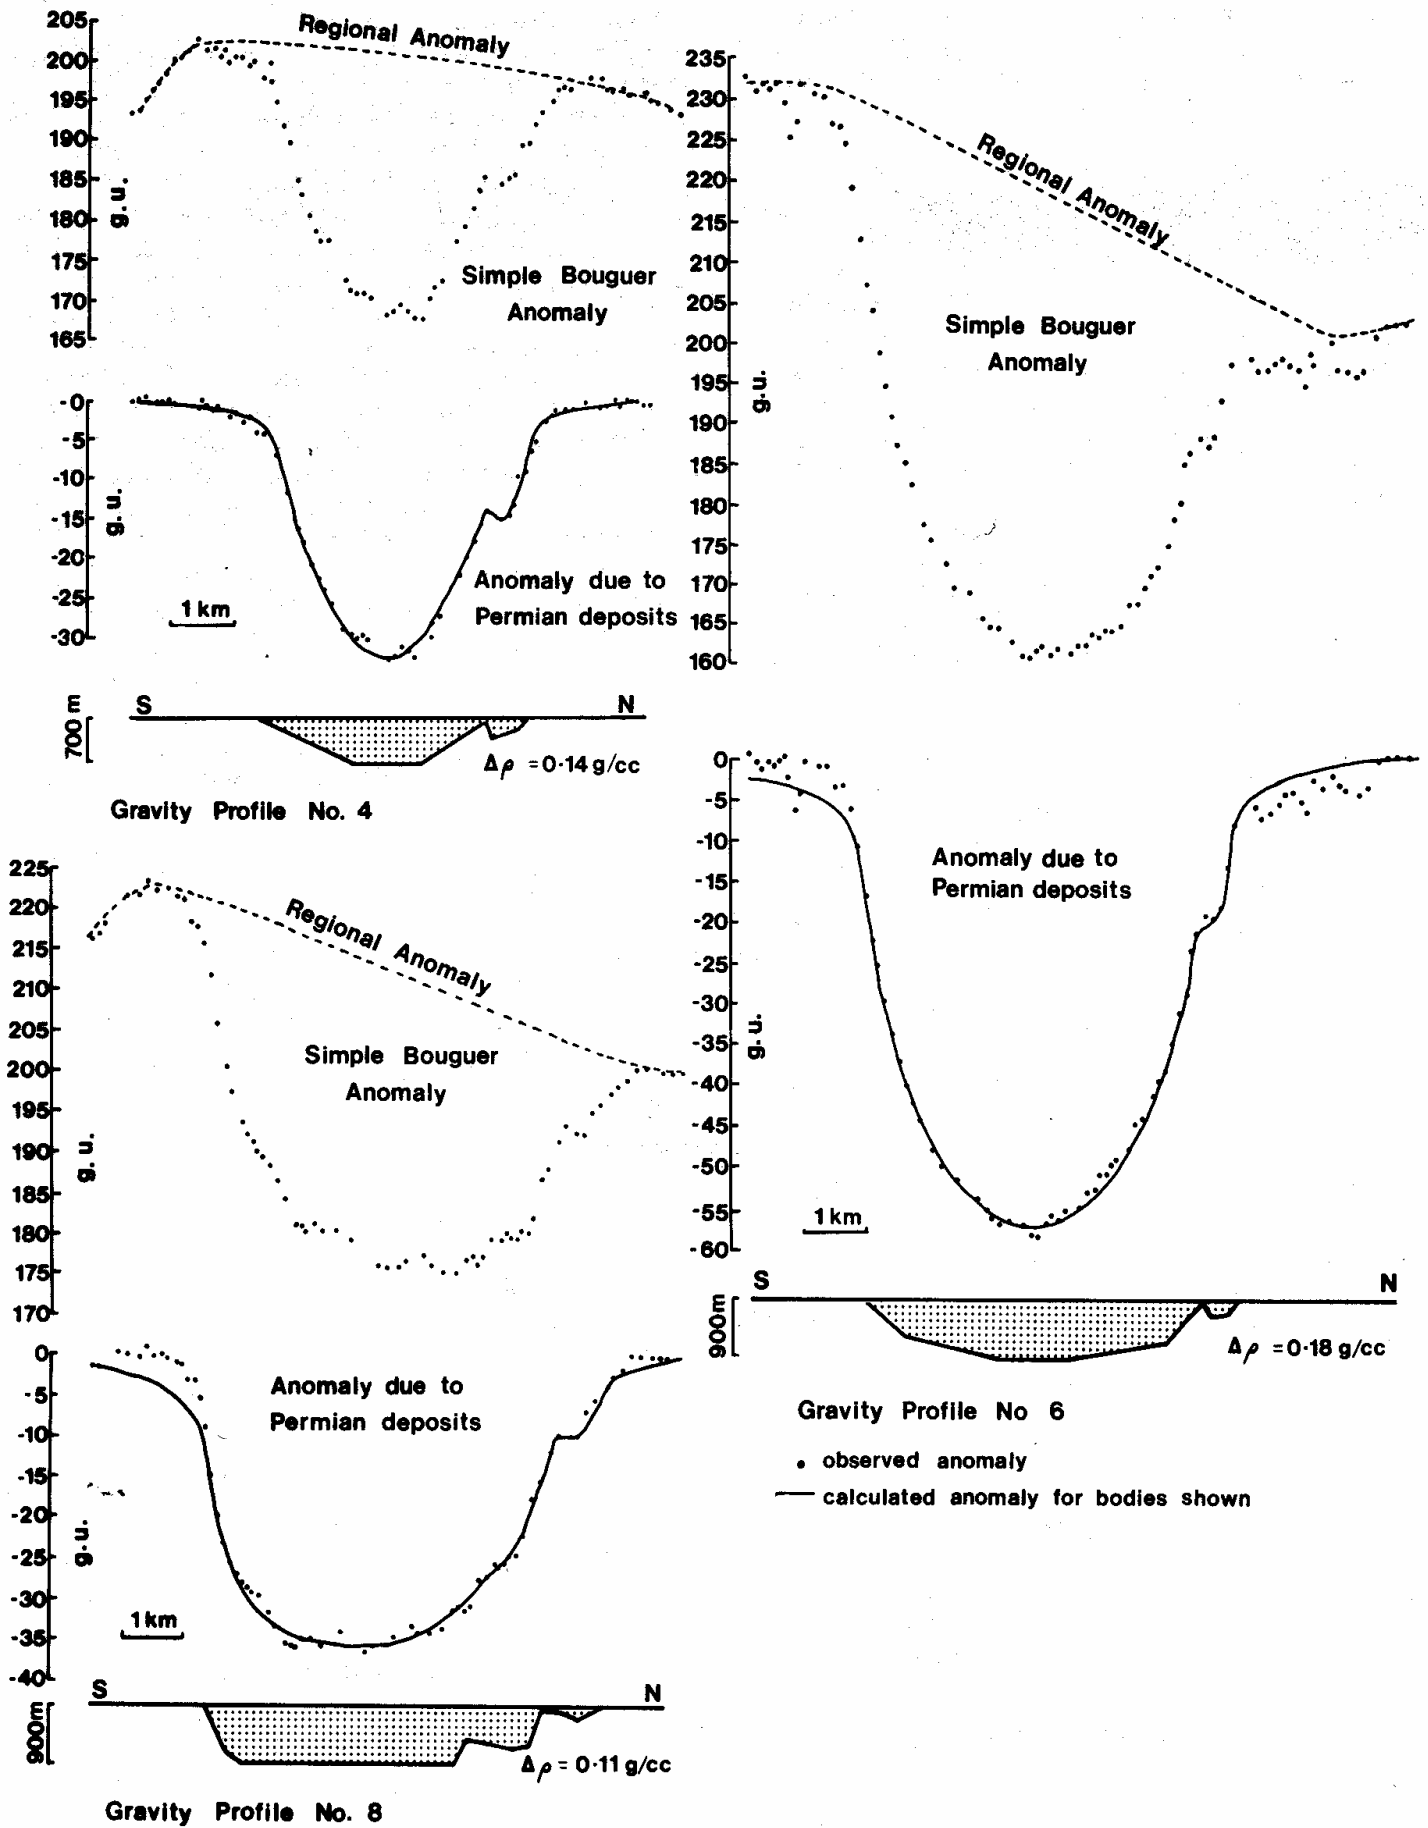 205
200
195
190
185
180
175
170
165
g.u.
Regional Anomaly
Simple Bouguer
Anomaly
-0
-5
-10
-15
-20
-25
-30
g.u.
1 km
Anomaly due to
Permian deposits
700 m
S
N
Δρ = 0·14 g/cc
Gravity Profile No. 4
225
220
215
210
205
200
195
190
185
180
175
170
g.u.
Regional Anomaly
Simple Bouguer
Anomaly
0
-5
-10
-15
-20
-25
-30
-35
-40
g.u.
1 km
Anomaly due to
Permian deposits
900m
S
N
Δρ = 0·11 g/cc
Gravity Profile No. 8
235
230
225
220
215
210
205
200
195
190
185
180
175
170
165
160
g.u.
Regional Anomaly
Simple Bouguer
Anomaly
0
-5
-10
-15
-20
-25
-30
-35
-40
-45
-50
-55
-60
g.u.
1 km
Anomaly due to
Permian deposits
900m
S
N
Δρ = 0·18 g/cc
Gravity Profile No 6
• observed anomaly
— calculated anomaly for bodies shown